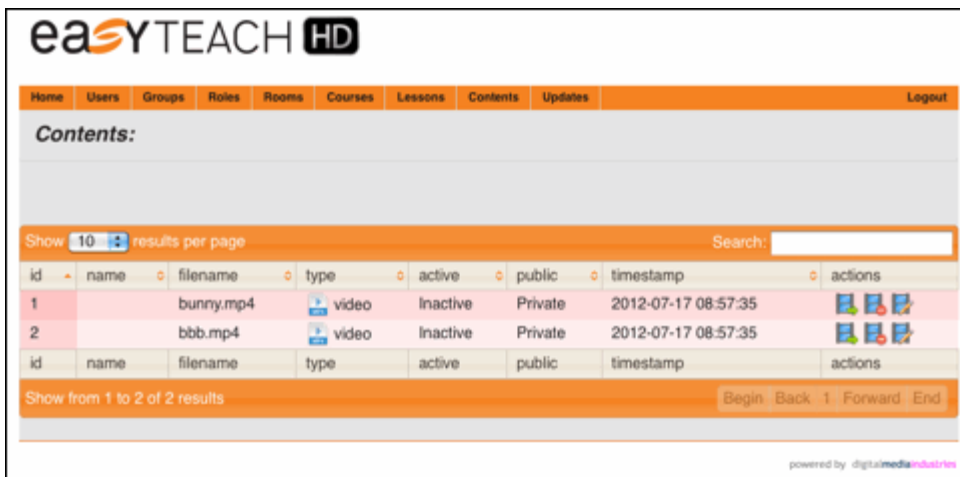 easyTEACH HD
Home Users Groups Roles Rooms Courses Lessons Contents Updates Logout
Contents:
Show 10 results per page Search:
id name filename type active public timestamp actions
1 bunny.mp4 video Inactive Private 2012-07-17 08:57:35
2 bbb.mp4 video Inactive Private 2012-07-17 08:57:35
id name filename type active public timestamp actions
Show from 1 to 2 of 2 results Begin Back 1 Forward End
powered by digitalmediaindustries